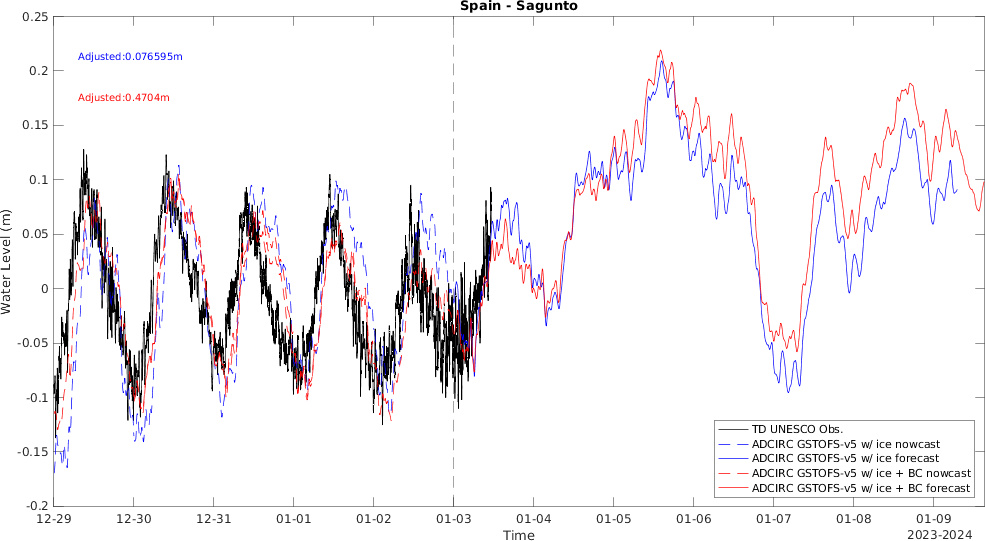 Spain - Sagunto
0.25
0.2
0.15
0.1
0.05
0
-0.05
-0.1
-0.15
-0.2
Water Level (m)
Adjusted:0.076595m
Adjusted:0.4704m
TD UNESCO Obs.
ADCIRC GSTOFS-v5 w/ ice nowcast
ADCIRC GSTOFS-v5 w/ ice forecast
ADCIRC GSTOFS-v5 w/ ice + BC nowcast
ADCIRC GSTOFS-v5 w/ ice + BC forecast
12-29 12-30 12-31 01-01 01-02 01-03 01-04 01-05 01-06 01-07 01-08 01-09
Time
2023-2024